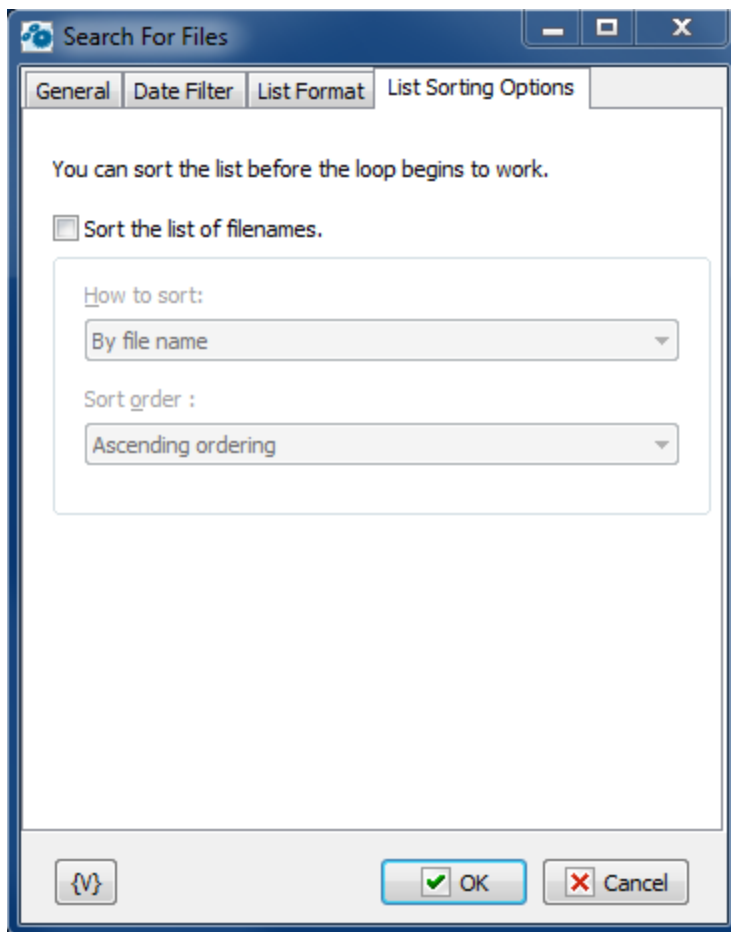 Search For Files
General Date Filter List Format List Sorting Options
You can sort the list before the loop begins to work.
Sort the list of filenames.
How to sort:
By file name
Sort order :
Ascending ordering
{V} OK Cancel